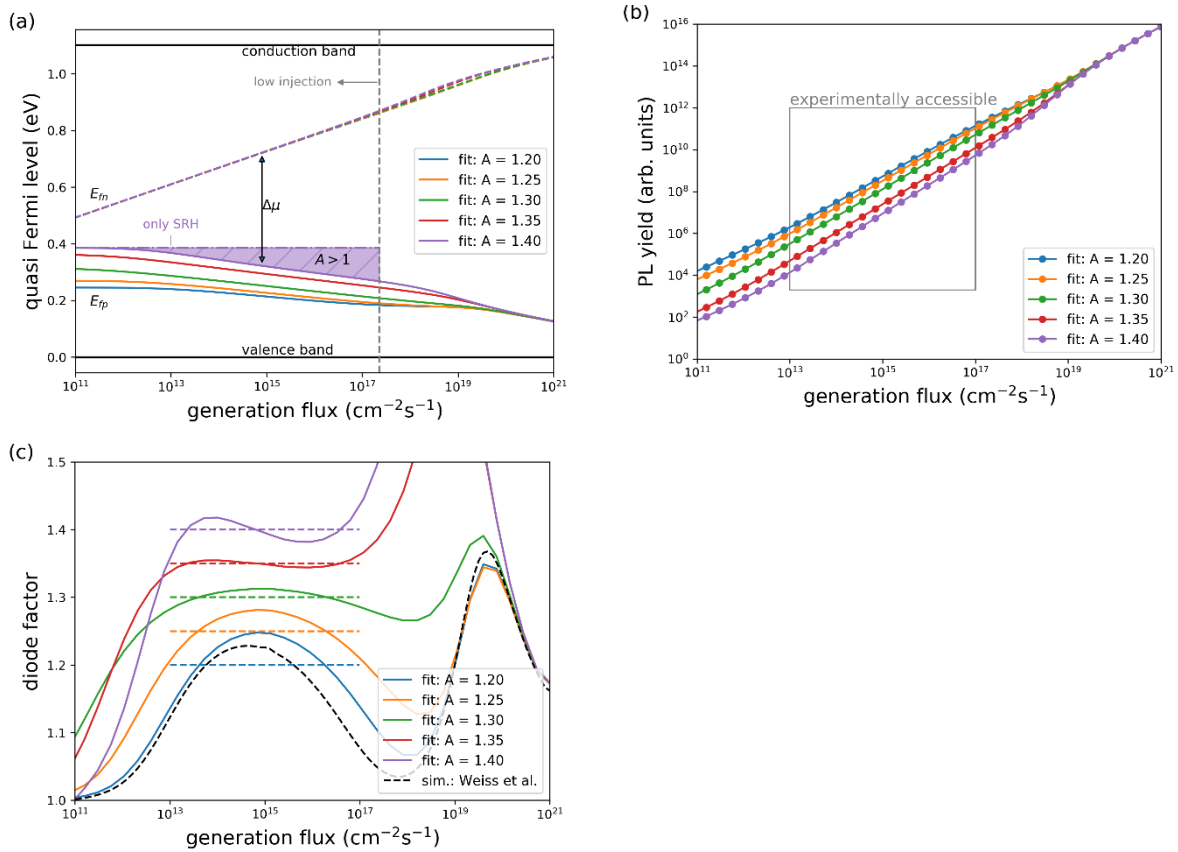 (a)
conduction band
low injection
fit: A = 1.20
fit: A = 1.25
fit: A = 1.30
fit: A = 1.35
fit: A = 1.40
Δμ
E_{fn}
only SRH
A > 1
E_{fp}
valence band
0.0
0.2
0.4
0.6
0.8
1.0
quasi Fermi level (eV)
10^{11}
10^{13}
10^{15}
10^{17}
10^{19}
10^{21}
generation flux (cm^{−2}s^{−1})
(b)
10^{16}
10^{14}
10^{12}
10^{10}
10^{8}
10^{6}
10^{4}
10^{2}
10^{0}
PL yield (arb. units)
experimentally accessible
fit: A = 1.20
fit: A = 1.25
fit: A = 1.30
fit: A = 1.35
fit: A = 1.40
10^{11}
10^{13}
10^{15}
10^{17}
10^{19}
10^{21}
generation flux (cm^{−2}s^{−1})
(c)
1.5
1.4
1.3
1.2
1.1
1.0
diode factor
fit: A = 1.20
fit: A = 1.25
fit: A = 1.30
fit: A = 1.35
fit: A = 1.40
sim.: Weiss et al.
10^{11}
10^{13}
10^{15}
10^{17}
10^{19}
10^{21}
generation flux (cm^{−2}s^{−1})